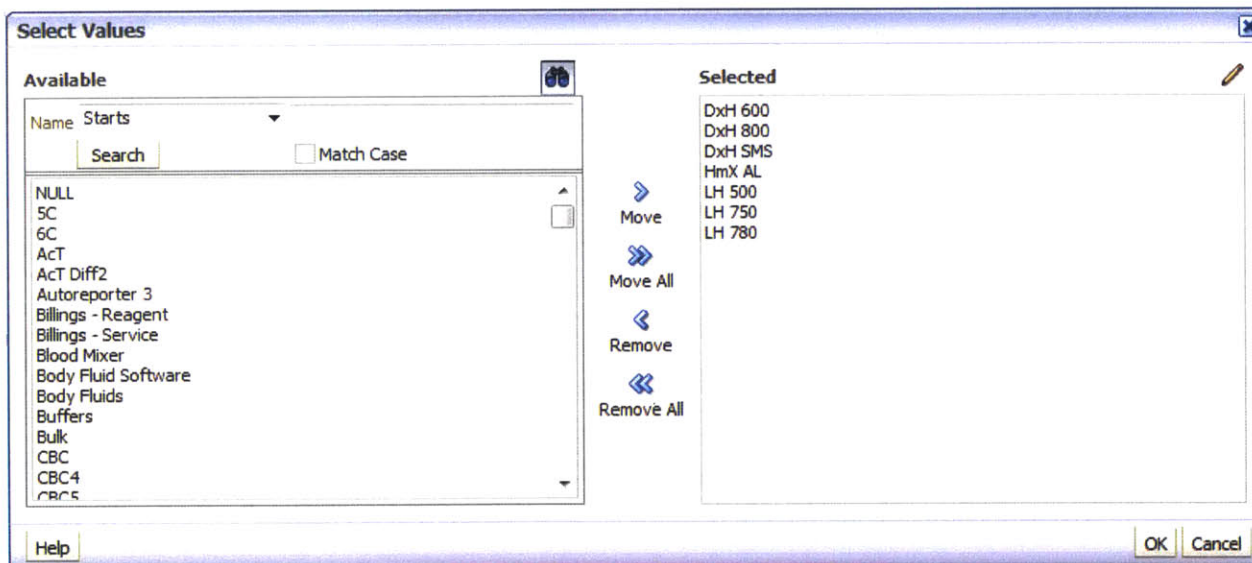 Select Values
Available
Name Starts
Search
Match Case
NULL
5C
6C
AcT
AcT Diff2
Autoreporter 3
Billings - Reagent
Billings - Service
Blood Mixer
Body Fluid Software
Body Fluids
Buffers
Bulk
CBC
CBC4
CBC5
Move
Move All
Remove
Remove All
Selected
DxH 600
DxH 800
DxH SMS
HmX AL
LH 500
LH 750
LH 780
Help
OK
Cancel